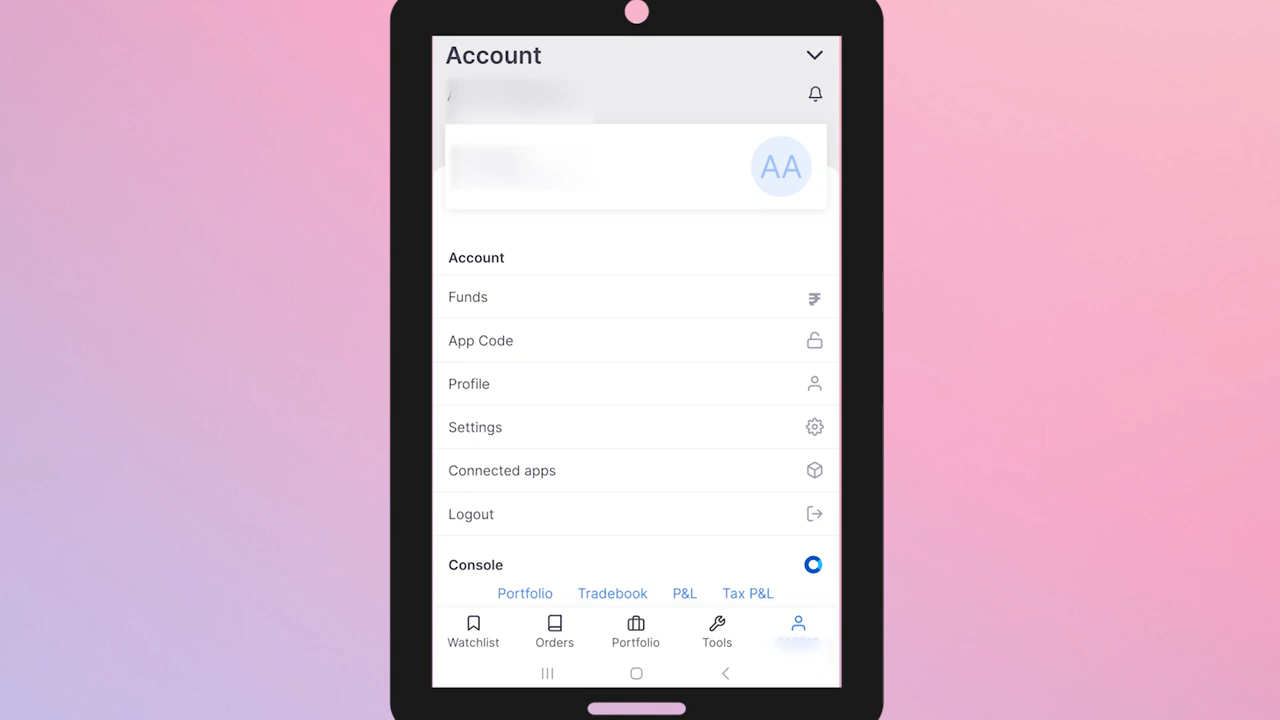 Account
AA
Account
Funds
App Code
Profile
Settings
Connected apps
Logout
Console
Portfolio Tradebook P&L Tax P&L
Watchlist Orders Portfolio Tools